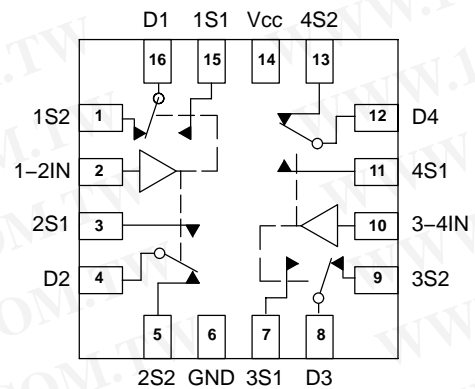 D1 1S1 Vcc 4S2
16 15 14 13
1S2 1 12 D4
1–2IN 2 11 4S1
2S1 3 10 3–4IN
D2 4 9 3S2
5 6 7 8
2S2 GND 3S1 D3